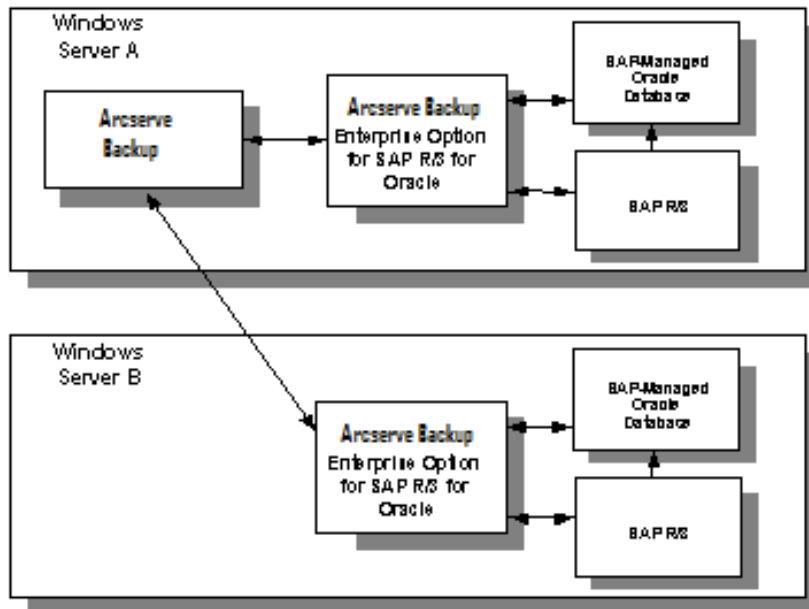 Windows
Server A
Arcserve
Backup
Arcserve Backup
Enterprise Option
for SAP R/3 for
Oracle
SAP-Managed
Oracle
Database
SAP R/3
Windows
Server B
Arcserve Backup
Enterprise Option
for SAP R/3 for
Oracle
SAP-Managed
Oracle
Database
SAP R/3